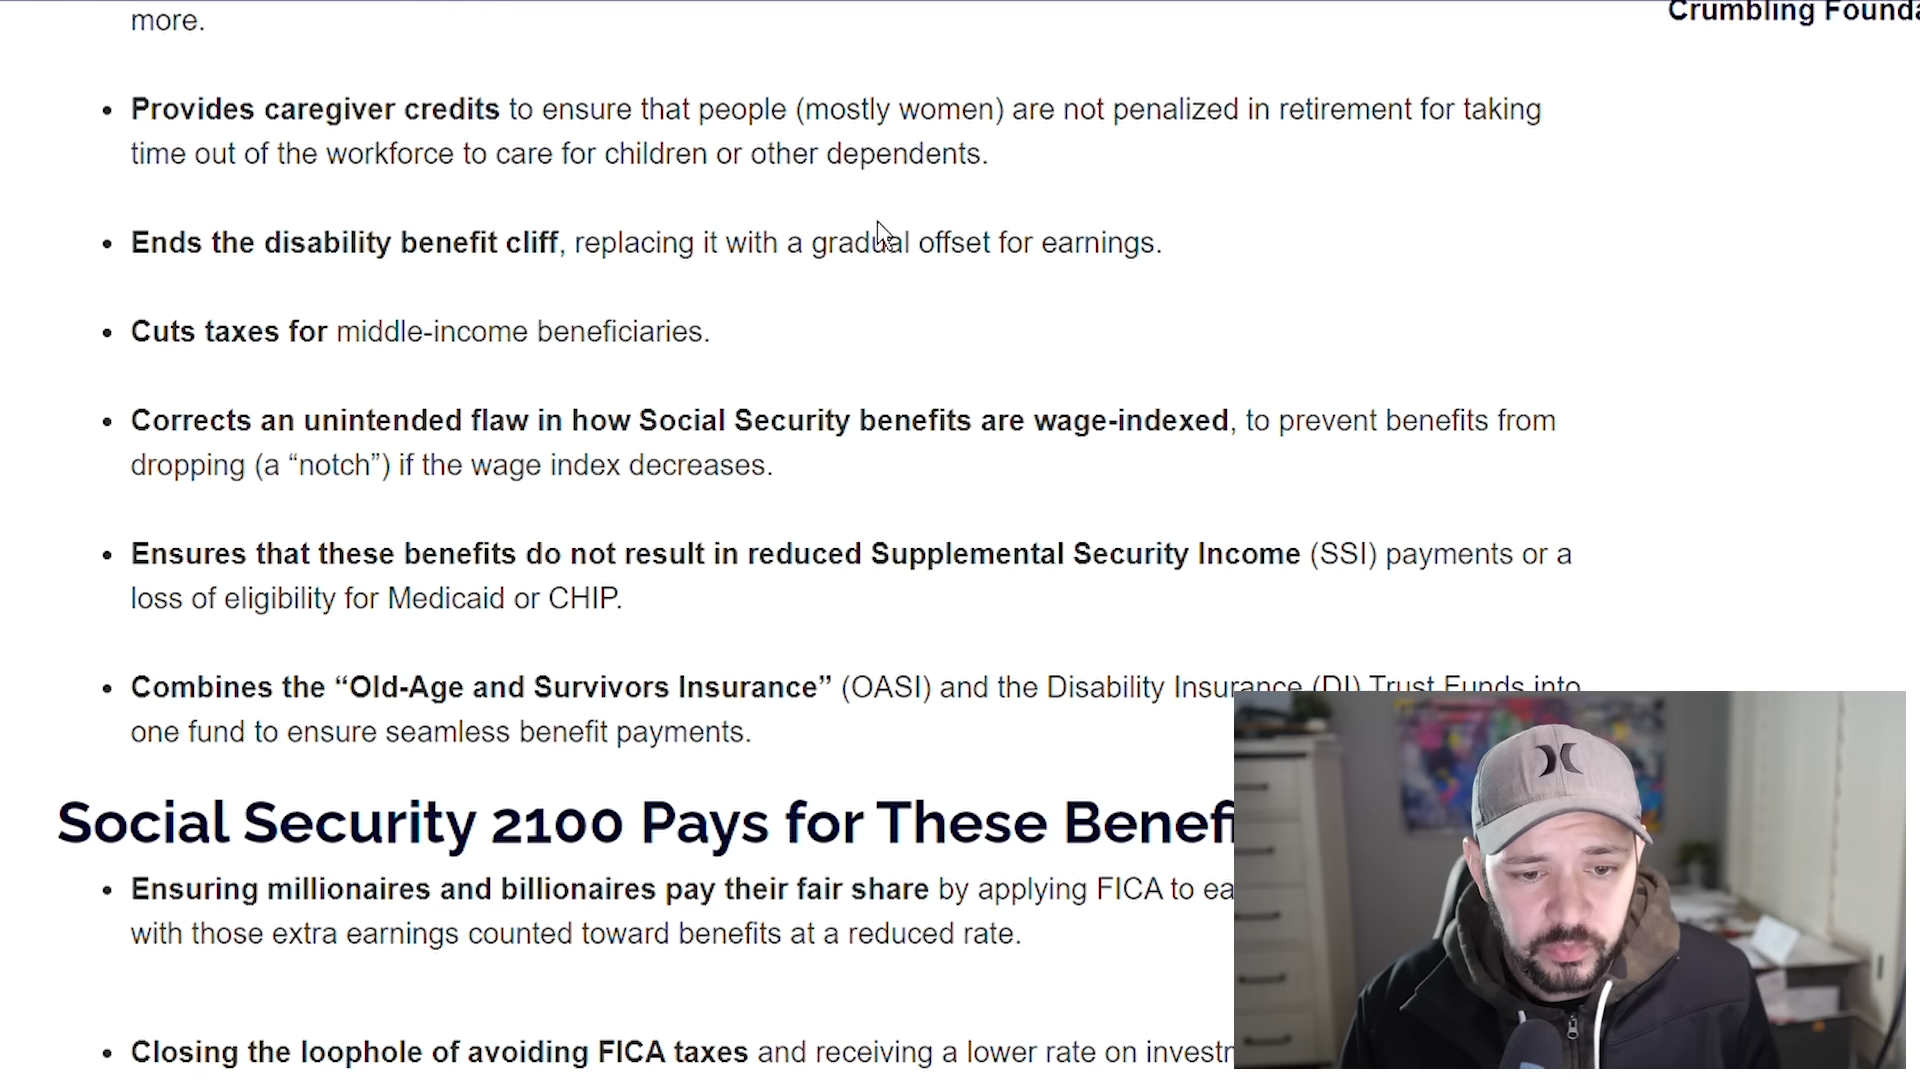 more.
Crumbling
Provides caregiver credits to ensure that people (mostly women) are not penalized in retirement for taking
time out of the workforce to care for children or other dependents.
Ends the disability benefit cliff, replacing it with a gradual offset for earnings.
Cuts taxes for middle-income beneficiaries.
Corrects an unintended flaw in how Social Security benefits are wage-indexed, to prevent benefits from
dropping (a “notch”) if the wage index decreases.
Ensures that these benefits do not result in reduced Supplemental Security Income (SSI) payments or a
loss of eligibility for Medicaid or CHIP.
Combines the “Old-Age and Survivors Insurance” (OASI) and the Disability Insurance (DI) Trust Funds into
one fund to ensure seamless benefit payments.
Social Security 2100 Pays for These
Ensuring millionaires and billionaires pay their fair share by applying FICA to
with those extra earnings counted toward benefits at a reduced rate.
Closing the loophole of avoiding FICA taxes and receiving a lower rate on